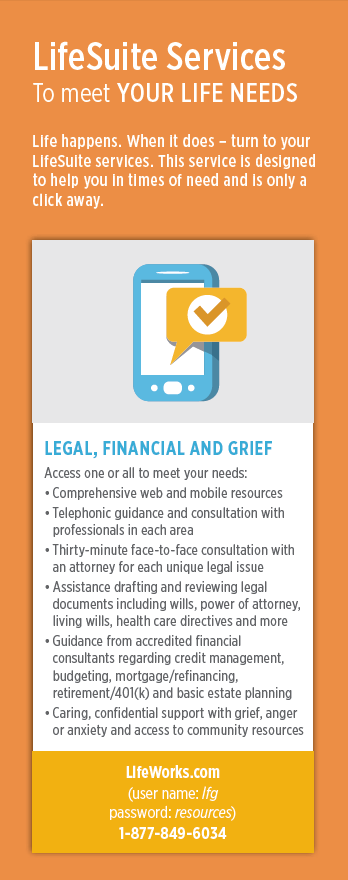 LifeSuite Services
To meet YOUR LIFE NEEDS
Life happens. When it does – turn to your
LifeSuite services. This service is designed
to help you in times of need and is only a
click away.
LEGAL, FINANCIAL AND GRIEF
Access one or all to meet your needs:
• Comprehensive web and mobile resources
• Telephonic guidance and consultation with
professionals in each area
• Thirty-minute face-to-face consultation with
an attorney for each unique legal issue
• Assistance drafting and reviewing legal
documents including wills, power of attorney,
living wills, health care directives and more
• Guidance from accredited financial
consultants regarding credit management,
budgeting, mortgage/refinancing,
retirement/401(k) and basic estate planning
• Caring, confidential support with grief, anger
or anxiety and access to community resources
LifeWorks.com
(user name: lfg
password: resources)
1-877-849-6034